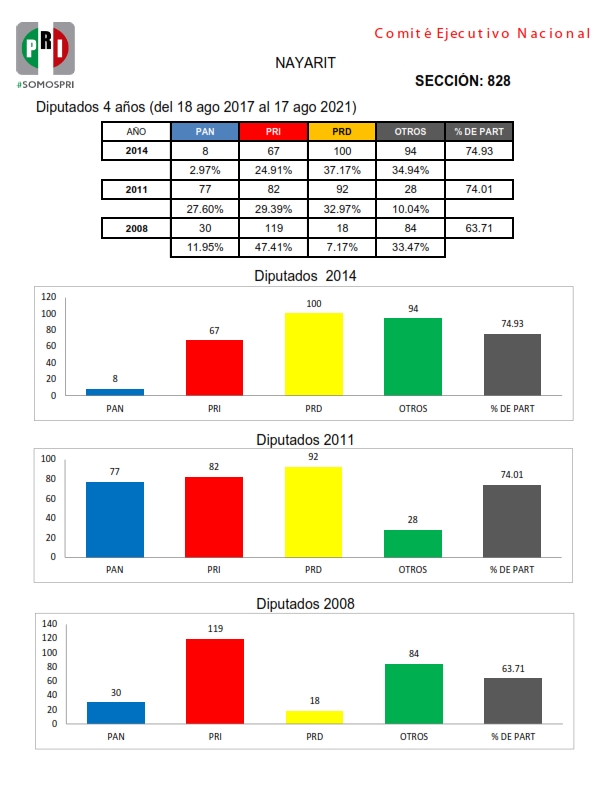 Comité Ejecutivo Nacional
PRI
#SOMOSPRI
NAYARIT
SECCIÓN: 828
Diputados 4 años (del 18 ago 2017 al 17 ago 2021)
AÑO PAN PRI PRD OTROS % DE PART
2014 8 67 100 94 74.93
2.97% 24.91% 37.17% 34.94%
2011 77 82 92 28 74.01
27.60% 29.39% 32.97% 10.04%
2008 30 119 18 84 63.71
11.95% 47.41% 7.17% 33.47%
Diputados 2014
120
100
80
60
40
20
0
8 67 100 94 74.93
PAN PRI PRD OTROS % DE PART
Diputados 2011
100
80
60
40
20
0
77 82 92 28 74.01
PAN PRI PRD OTROS % DE PART
Diputados 2008
140
120
100
80
60
40
20
0
30 119 18 84 63.71
PAN PRI PRD OTROS % DE PART